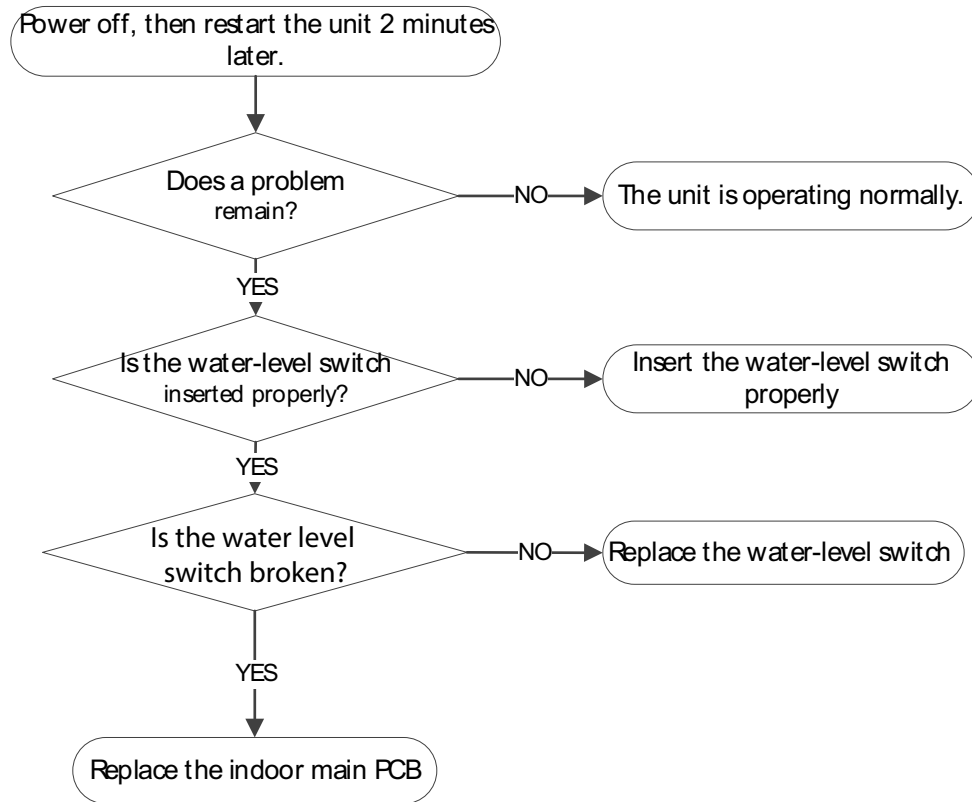 Power off, then restart the unit 2 minutes
later.
Does a problem
remain?
NO
The unit is operating normally.
YES
Is the water-level switch
inserted properly?
NO
Insert the water-level switch
properly
YES
Is the water level
switch broken?
NO
Replace the water-level switch
YES
Replace the indoor main PCB